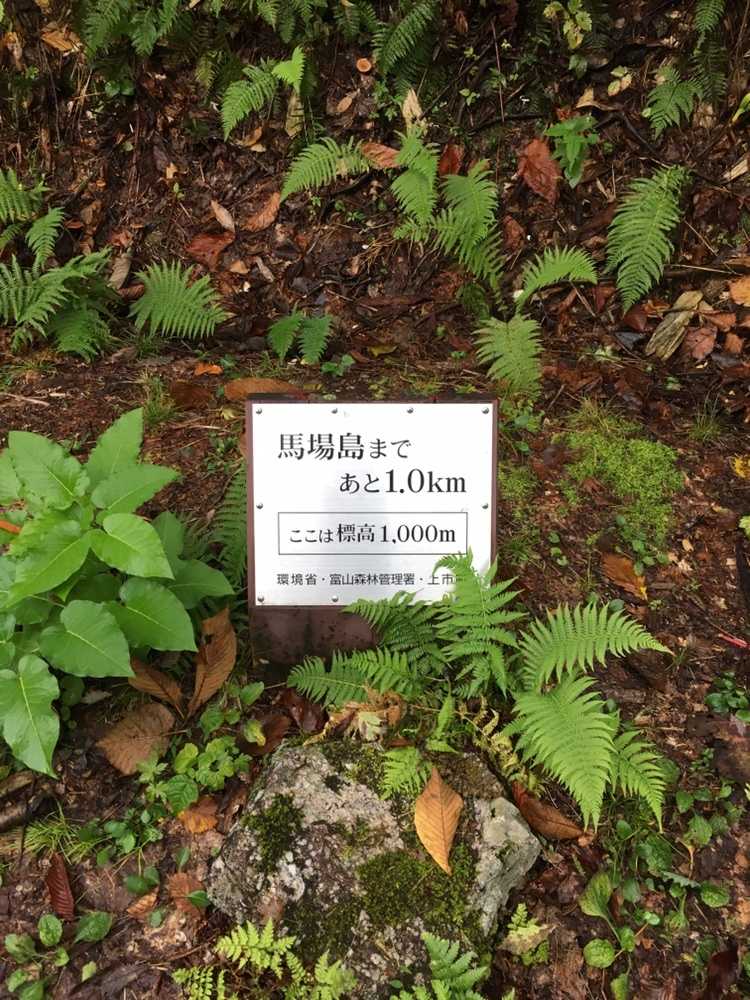 馬場島まで
あと1.0km
ここは標高1,000m
環境省・富山森林管理署・上市